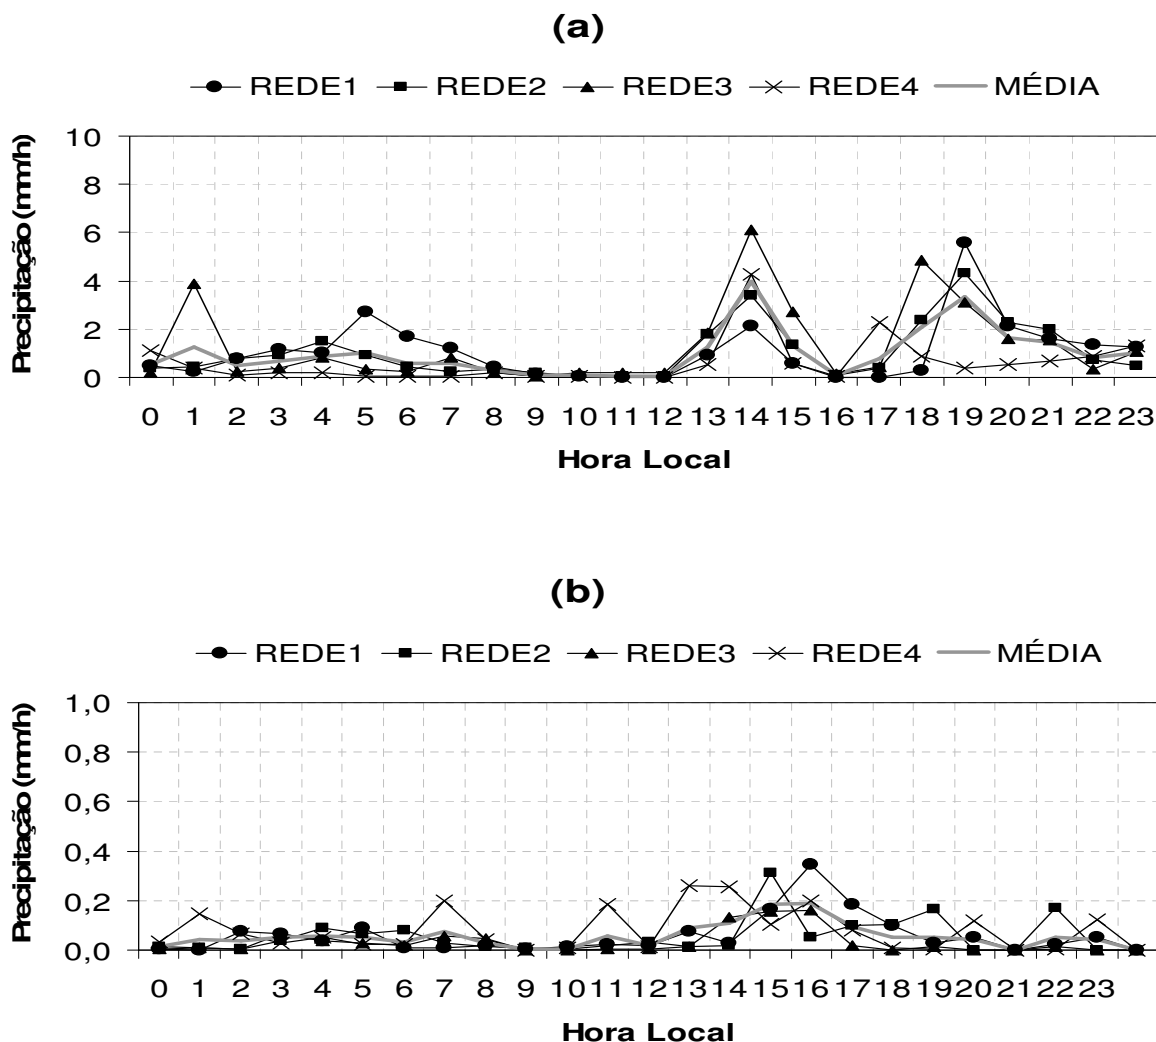 (a)
REDE1 REDE2 REDE3 REDE4 MÉDIA
10
8
6
4
2
0
Precipitação (mm/h)
0 1 2 3 4 5 6 7 8 9 10 11 12 13 14 15 16 17 18 19 20 21 22 23
Hora Local
(b)
REDE1 REDE2 REDE3 REDE4 MÉDIA
1,0
0,8
0,6
0,4
0,2
0,0
Precipitação (mm/h)
0 1 2 3 4 5 6 7 8 9 10 11 12 13 14 15 16 17 18 19 20 21 22 23
Hora Local